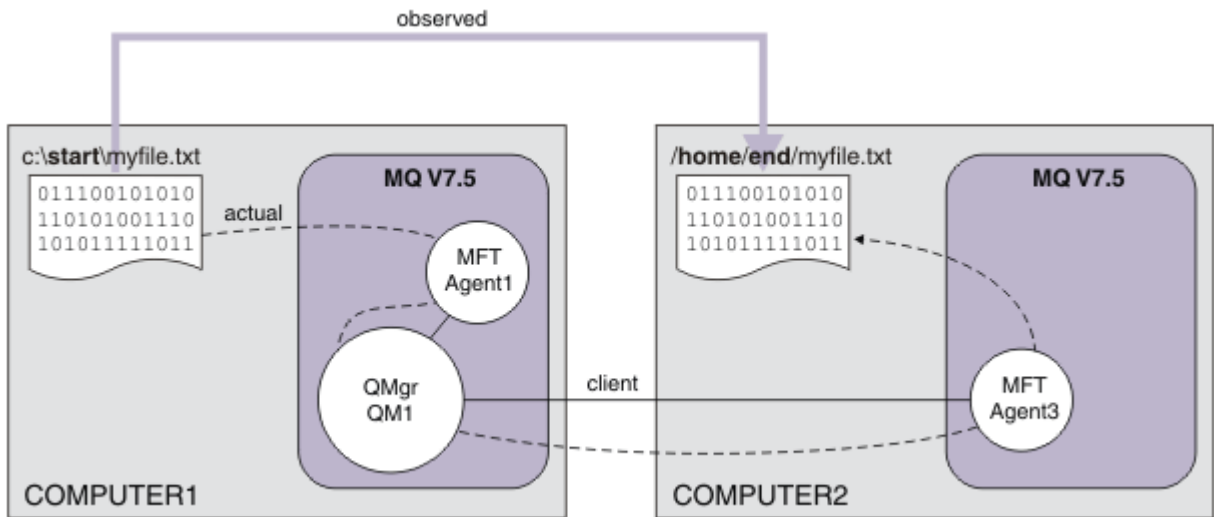 observed
c:\start\myfile.txt
011100101010
110101001110
101011111011
actual
MQ V7.5
MFT
Agent1
QMgr
QM1
COMPUTER1
client
/home/end/myfile.txt
011100101010
110101001110
101011111011
MQ V7.5
MFT
Agent3
COMPUTER2